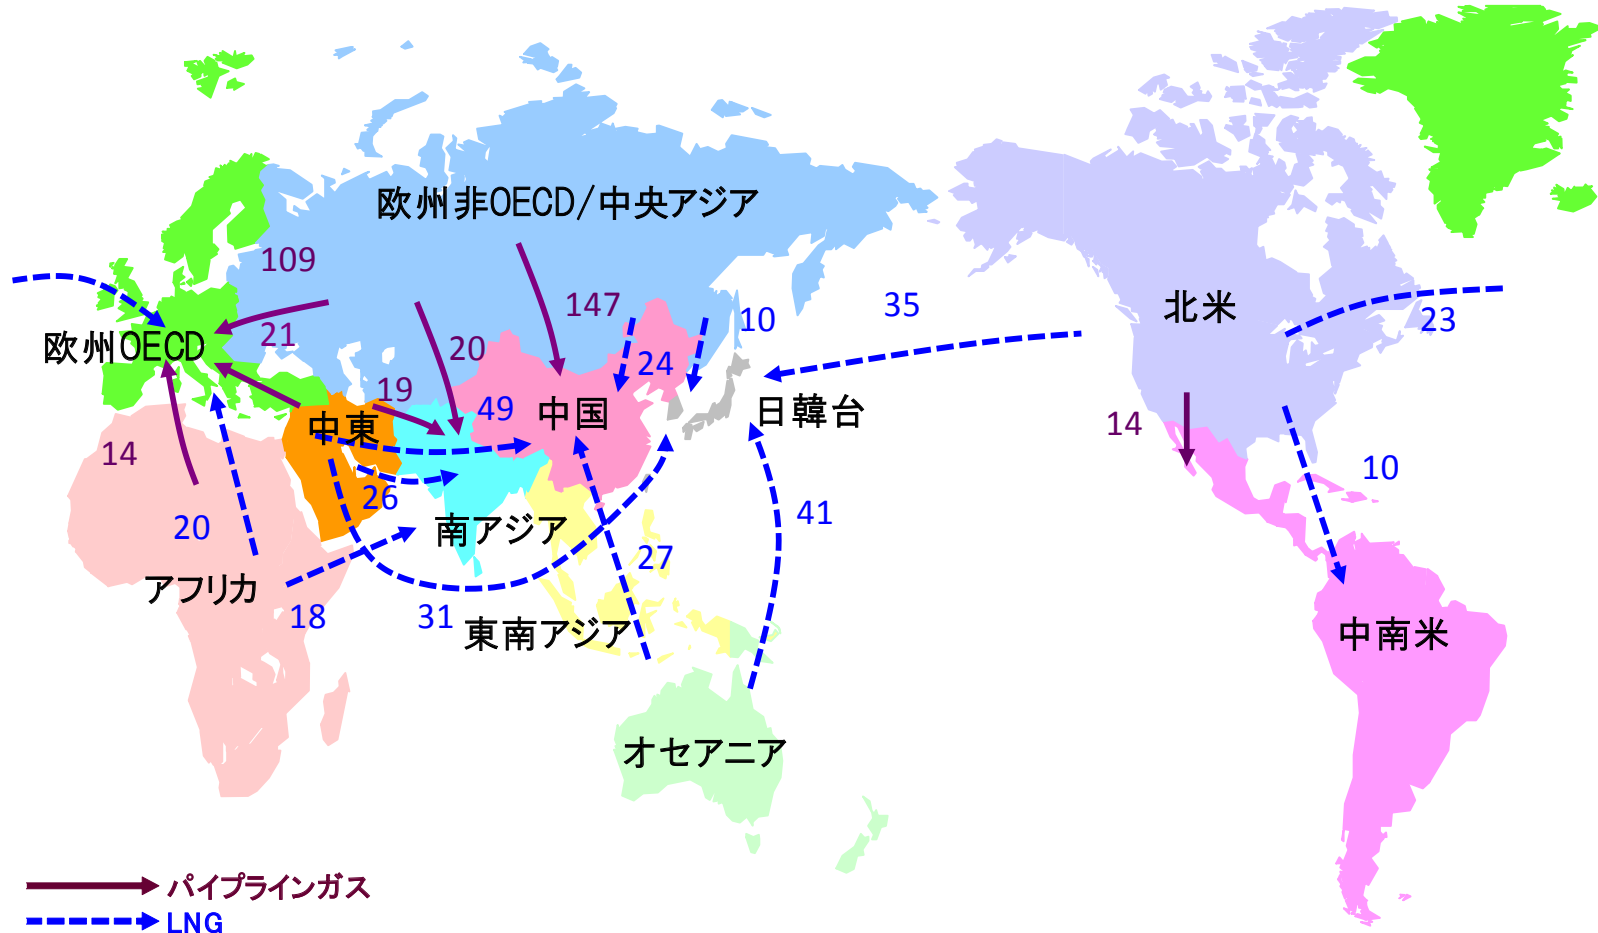 欧州非OECD/中央アジア
109
147
10
35
北米
23
欧州OECD
21
20
24
19
49
中国
日韓台
中東
14
14
26
10
20
南アジア
41
27
アフリカ
18
31
東南アジア
中南米
オセアニア
パイプラインガス
LNG